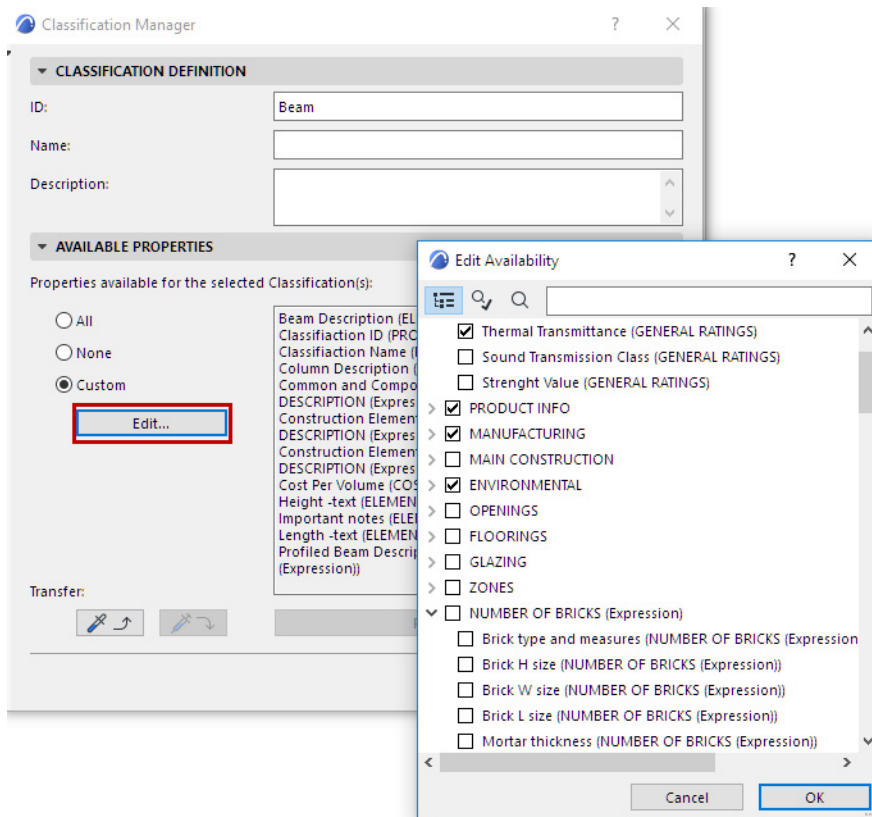 Classification Manager
?
CLASSIFICATION DEFINITION
ID:
Beam
Name:
Description:
AVAILABLE PROPERTIES
Properties available for the selected Classification(s):
All
None
Custom
Edit...
Beam Description (EL
Classifiaction ID (PRO
Classifiaction Name (
Column Description (
Common and Compo
DESCRIPTION (Expres
Construction Elemen
DESCRIPTION (Expres
Construction Elemen
DESCRIPTION (Expres
Cost Per Volume (COS
Height -text (ELEMEN
Important notes (ELE
Length -text (ELEMEN
Profiled Beam Descrip
(Expression))
Transfer:
Edit Availability
?
Thermal Transmittance (GENERAL RATINGS)
Sound Transmission Class (GENERAL RATINGS)
Strenght Value (GENERAL RATINGS)
PRODUCT INFO
MANUFACTURING
MAIN CONSTRUCTION
ENVIRONMENTAL
OPENINGS
FLOORINGS
GLAZING
ZONES
NUMBER OF BRICKS (Expression)
Brick type and measures (NUMBER OF BRICKS (Expression
Brick H size (NUMBER OF BRICKS (Expression))
Brick W size (NUMBER OF BRICKS (Expression))
Brick L size (NUMBER OF BRICKS (Expression))
Mortar thickness (NUMBER OF BRICKS (Expression))
Cancel
OK